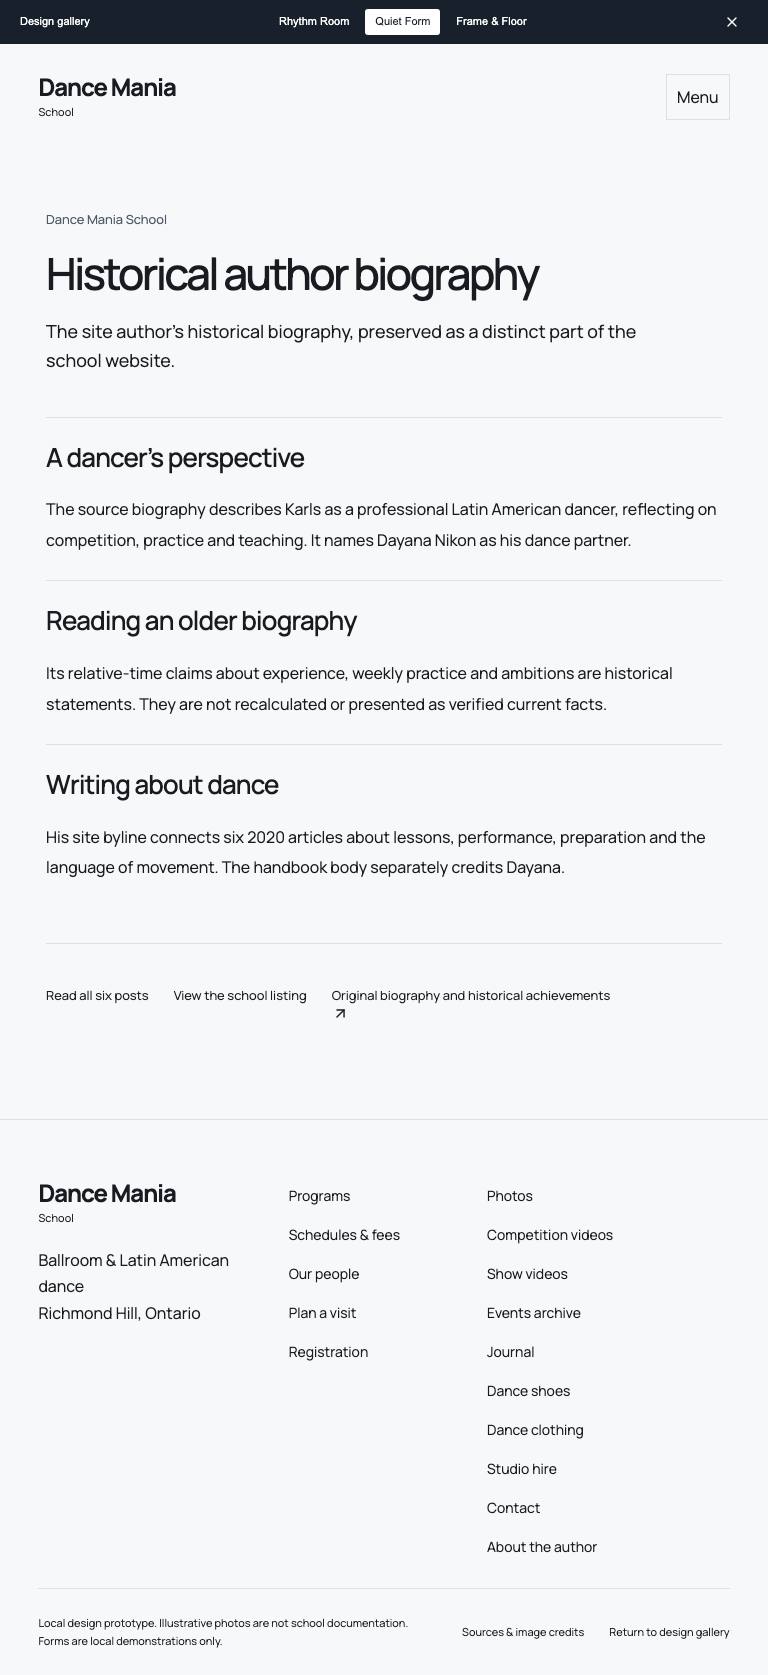 Design gallery
Rhythm Room
Quiet Form
Frame & Floor
Dance Mania
School
Menu
Dance Mania School
Historical author biography
The site author’s historical biography, preserved as a distinct part of the
school website.
A dancer’s perspective
The source biography describes Karls as a professional Latin American dancer, reflecting on
competition, practice and teaching. It names Dayana Nikon as his dance partner.
Reading an older biography
Its relative-time claims about experience, weekly practice and ambitions are historical
statements. They are not recalculated or presented as verified current facts.
Writing about dance
His site byline connects six 2020 articles about lessons, performance, preparation and the
language of movement. The handbook body separately credits Dayana.
Read all six posts
View the school listing
Original biography and historical achievements
Dance Mania
School
Ballroom & Latin American
dance
Richmond Hill, Ontario
Programs
Schedules & fees
Our people
Plan a visit
Registration
Photos
Competition videos
Show videos
Events archive
Journal
Dance shoes
Dance clothing
Studio hire
Contact
About the author
Local design prototype. Illustrative photos are not school documentation.
Forms are local demonstrations only.
Sources & image credits
Return to design gallery